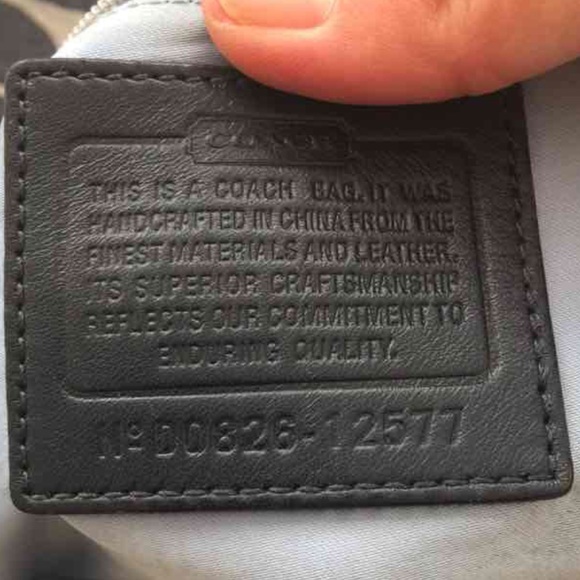 COACH
THIS IS A COACH BAG. IT WAS
HANDCRAFTED IN CHINA FROM THE
FINEST MATERIALS AND LEATHER.
ITS SUPERIOR CRAFTSMANSHIP
REFLECTS OUR COMMITMENT TO
ENDURING QUALITY.
Nº D0826-12577